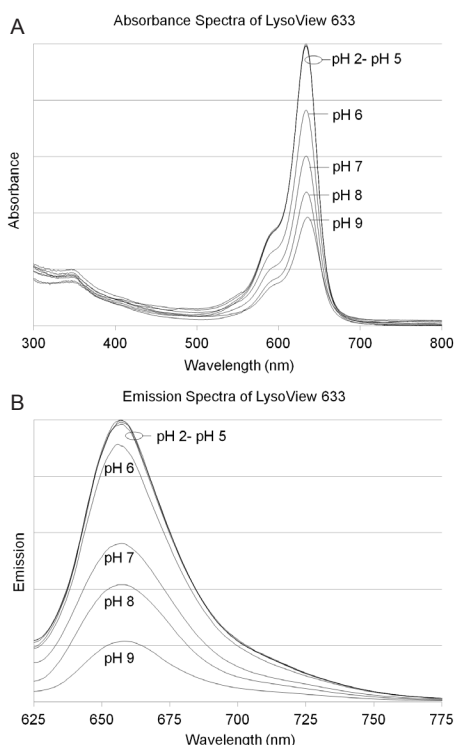 A
Absorbance Spectra of LysoView 633
pH 2- pH 5
pH 6
pH 7
pH 8
pH 9
Absorbance
300 400 500 600 700 800
Wavelength (nm)
B
Emission Spectra of LysoView 633
pH 2- pH 5
pH 6
pH 7
pH 8
pH 9
Emission
625 650 675 700 725 750 775
Wavelength (nm)